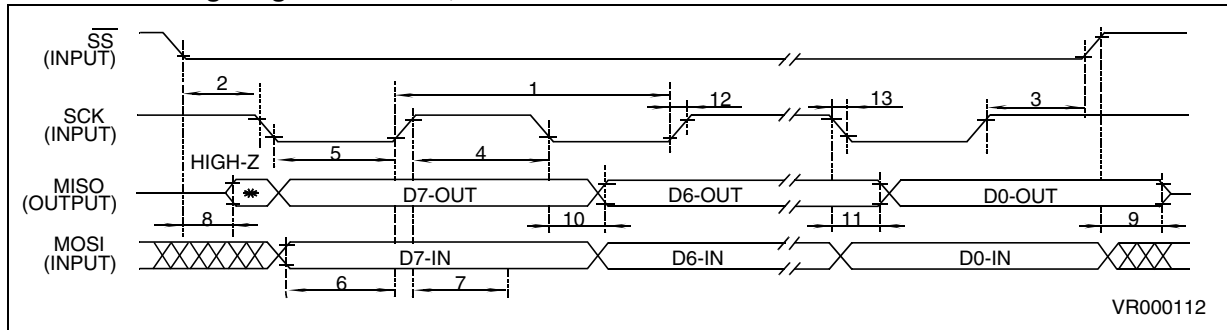 SS
(INPUT)
2
1
12
13
3
SCK
(INPUT)
5
4
HIGH-Z
MISO
(OUTPUT)
D7-OUT
D6-OUT
D0-OUT
8
10
11
9
MOSI
(INPUT)
D7-IN
D6-IN
D0-IN
6
7
VR000112